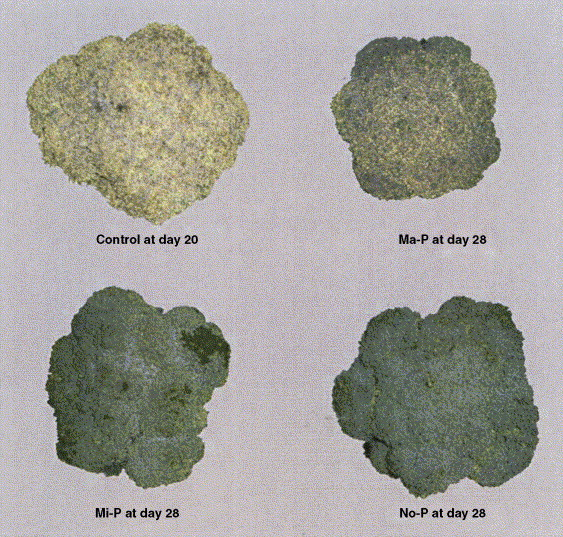 Control at day 20
Ma-P at day 28
Mi-P at day 28
No-P at day 28